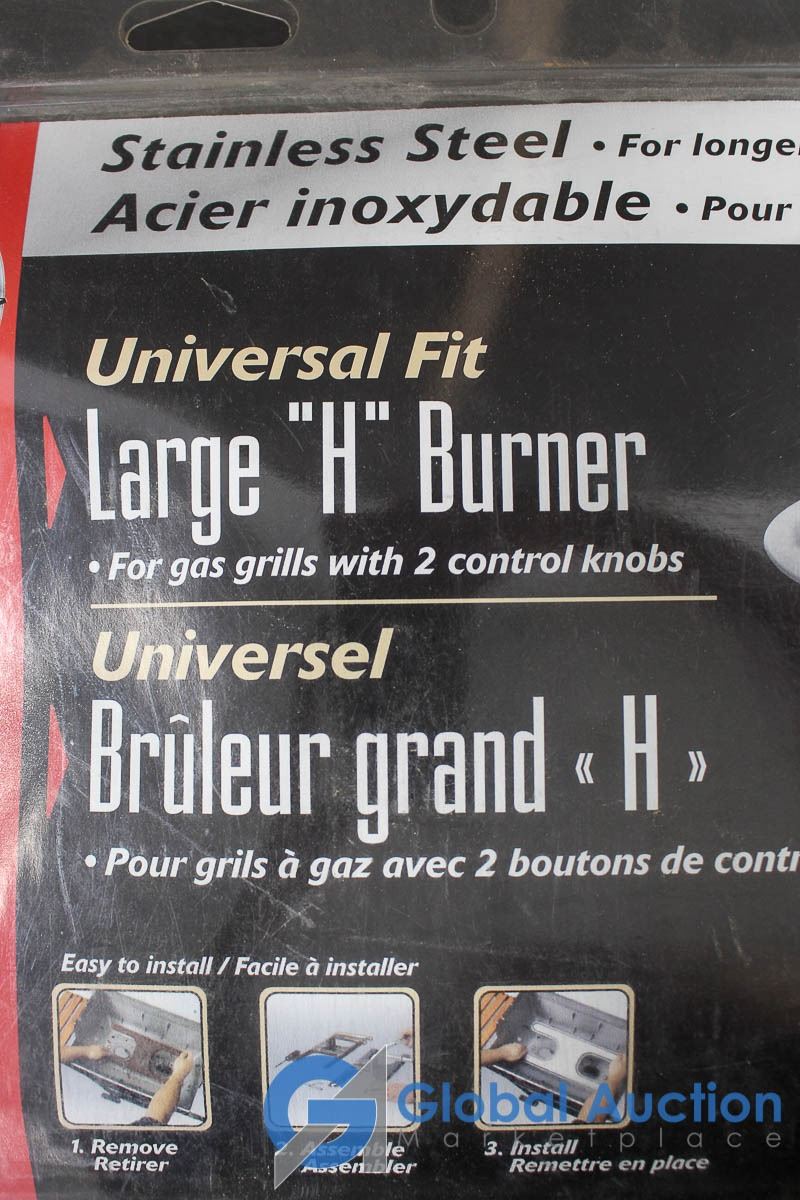 Stainless Steel • For longe
Acier inoxydable • Pour
Universal Fit
Large "H" Burner
• For gas grills with 2 control knobs
Universel
Brûleur grand « H »
• Pour grils à gaz avec 2 boutons de contr
Easy to install / Facile à installer
1. Remove
Retirer
2. Assemble
Assembler
3. Install
Remettre en place
Global Auction
Marketplace